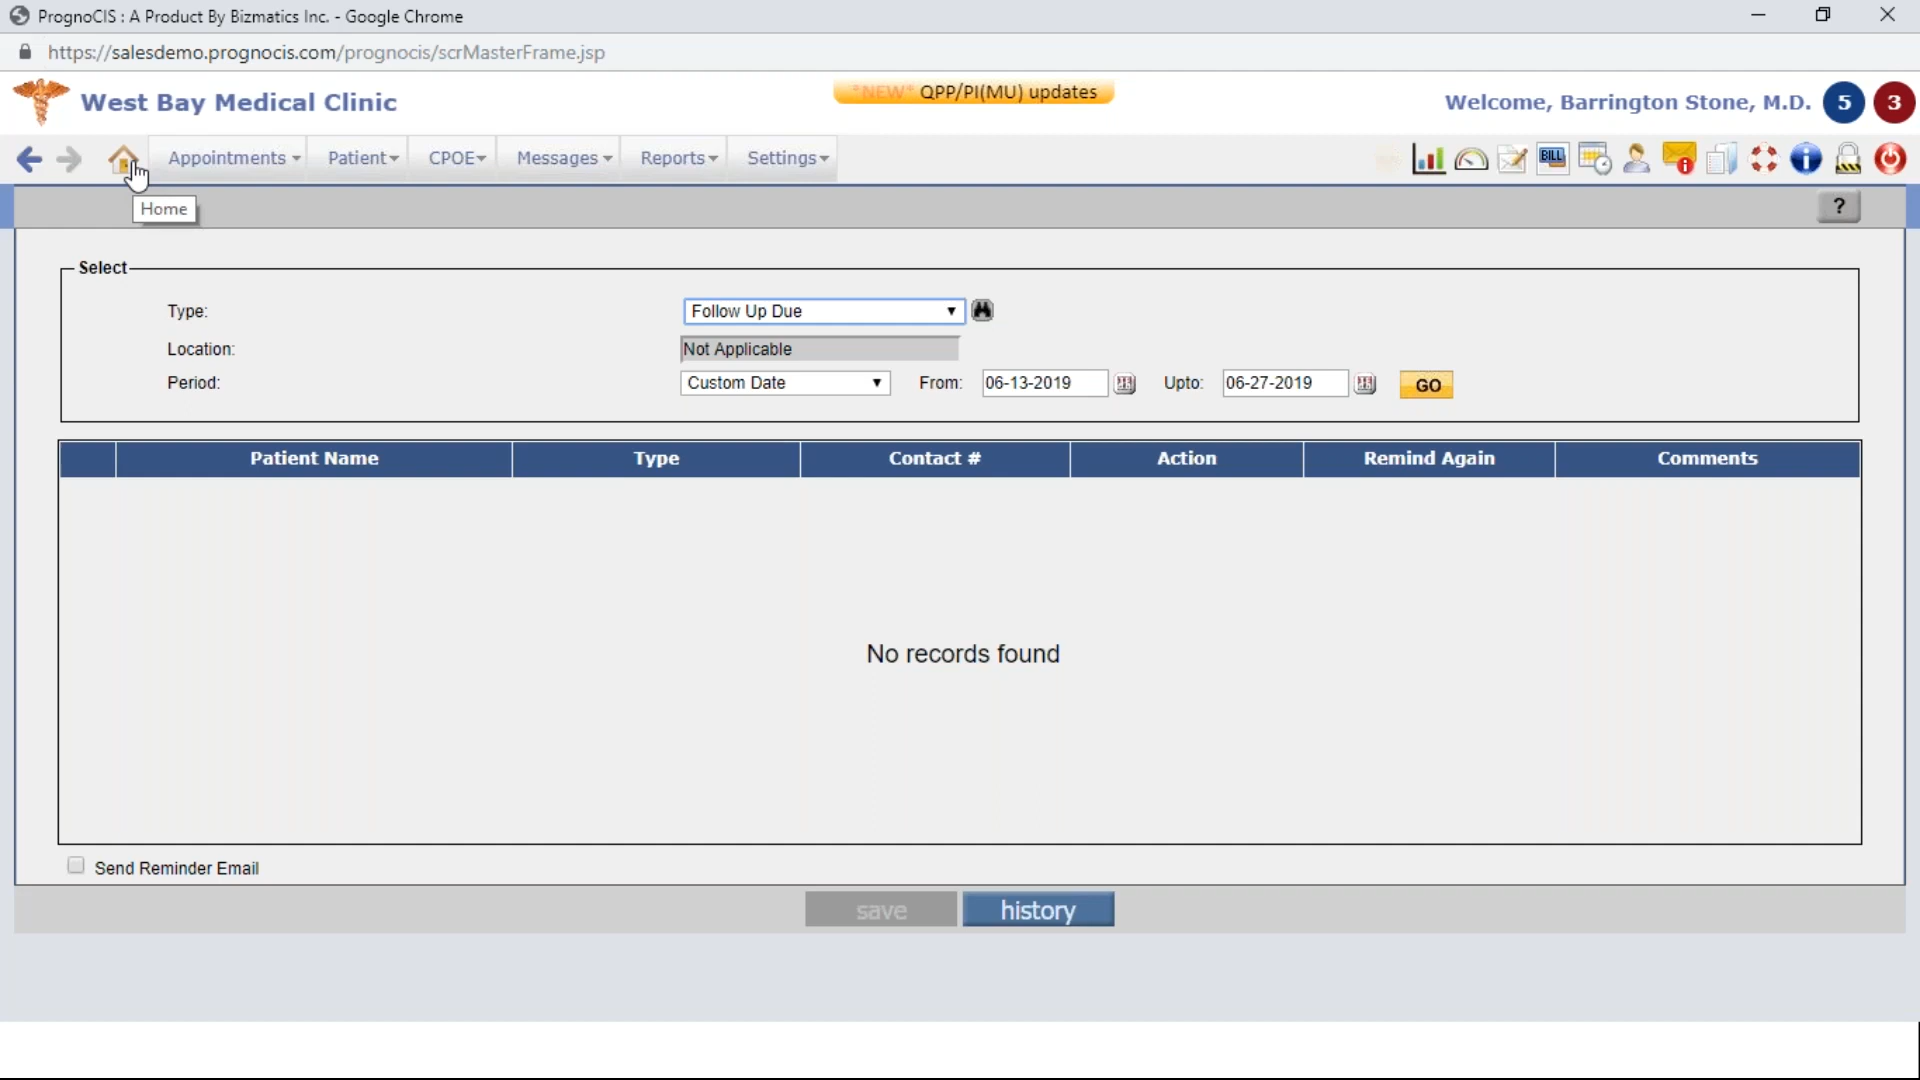 PrognoCIS : A Product By Bizmatics Inc. - Google Chrome
https://salesdemo.prognocis.com/prognocis/scrMasterFrame.jsp
West Bay Medical Clinic
*NEW* QPP/PI(MU) updates
Welcome, Barrington Stone, M.D. 5 3
Appointments Patient CPOE Messages Reports Settings BILL
Home
?
Select
Type: Follow Up Due
Location: Not Applicable
Period: Custom Date From: 06-13-2019 Upto: 06-27-2019 GO
Patient Name Type Contact # Action Remind Again Comments
No records found
Send Reminder Email
save history